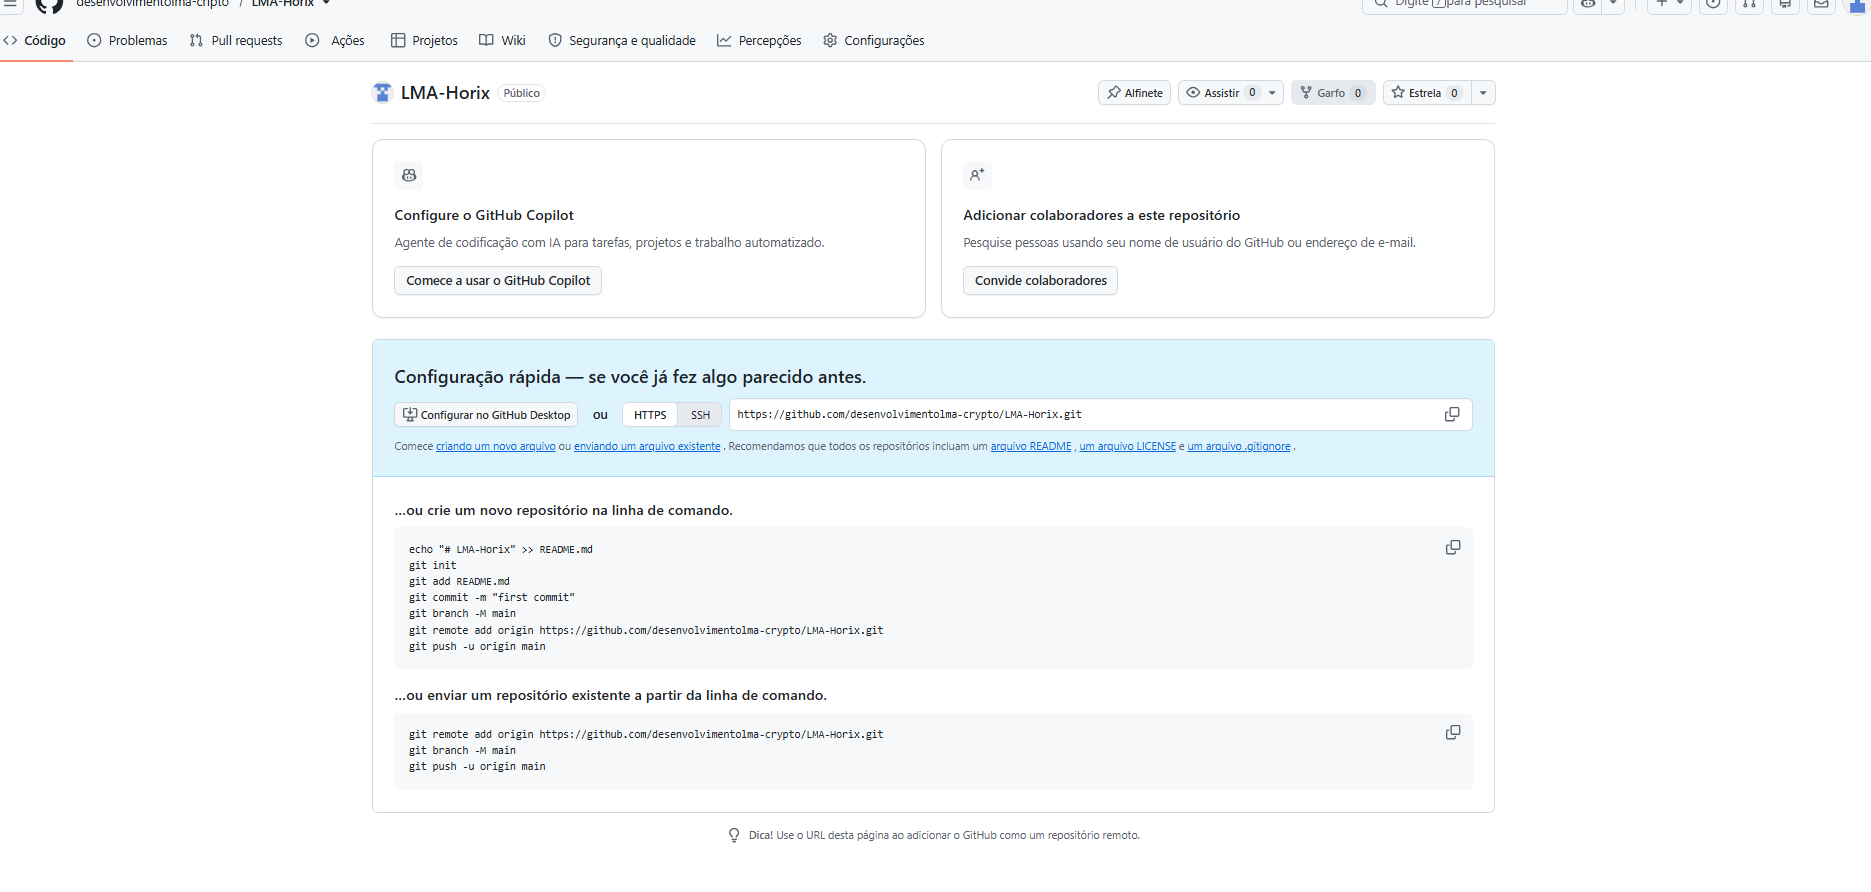 desenvolvimentolma-cripto / LMA-Horix
Digite / para pesquisar
Código Problemas Pull requests Ações Projetos Wiki Segurança e qualidade Percepções Configurações
LMA-Horix Público
Alfinete Assistir 0 Garfo 0 Estrela 0
Configure o GitHub Copilot
Agente de codificação com IA para tarefas, projetos e trabalho automatizado.
Comece a usar o GitHub Copilot
Adicionar colaboradores a este repositório
Pesquise pessoas usando seu nome de usuário do GitHub ou endereço de e-mail.
Convide colaboradores
Configuração rápida — se você já fez algo parecido antes.
Configurar no GitHub Desktop ou HTTPS SSH https://github.com/desenvolvimentolma-crypto/LMA-Horix.git
Comece criando um novo arquivo ou enviando um arquivo existente . Recomendamos que todos os repositórios incluam um arquivo README , um arquivo LICENSE e um arquivo .gitignore .
...ou crie um novo repositório na linha de comando.
echo "# LMA-Horix" >> README.md
git init
git add README.md
git commit -m "first commit"
git branch -M main
git remote add origin https://github.com/desenvolvimentolma-crypto/LMA-Horix.git
git push -u origin main
...ou enviar um repositório existente a partir da linha de comando.
git remote add origin https://github.com/desenvolvimentolma-crypto/LMA-Horix.git
git branch -M main
git push -u origin main
Dica! Use o URL desta página ao adicionar o GitHub como um repositório remoto.